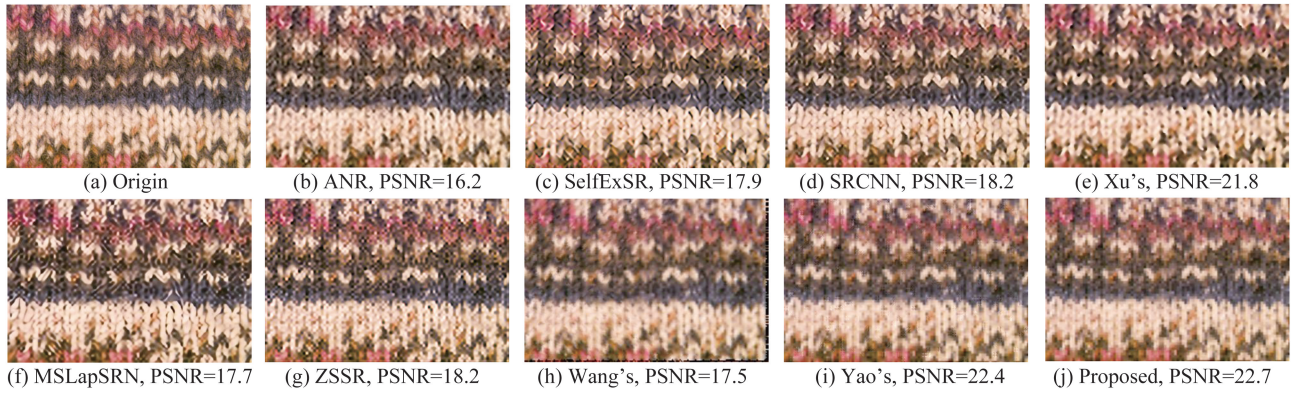 (a) Origin
(b) ANR, PSNR=16.2
(c) SelfExSR, PSNR=17.9
(d) SRCNN, PSNR=18.2
(e) Xu’s, PSNR=21.8
(f) MSLapSRN, PSNR=17.7
(g) ZSSR, PSNR=18.2
(h) Wang’s, PSNR=17.5
(i) Yao’s, PSNR=22.4
(j) Proposed, PSNR=22.7